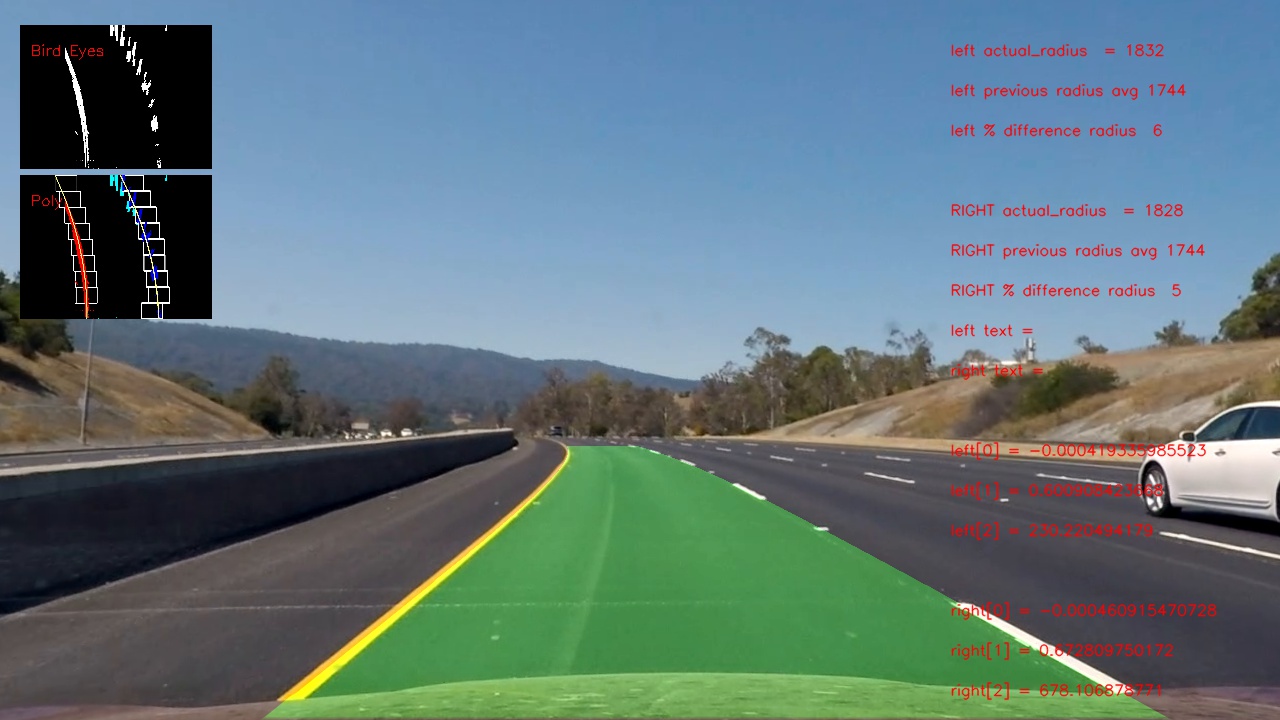 Bird Eyes
Poly
left actual_radius = 1832
left previous radius avg 1744
left % difference radius 6
RIGHT actual_radius = 1828
RIGHT previous radius avg 1744
RIGHT % difference radius 5
left text =
right text =
left[0] = -0.000419335985523
left[1] = 0.600908423668
left[2] = 230.220494179
right[0] = -0.000460915470728
right[1] = 0.672809750172
right[2] = 678.106878771